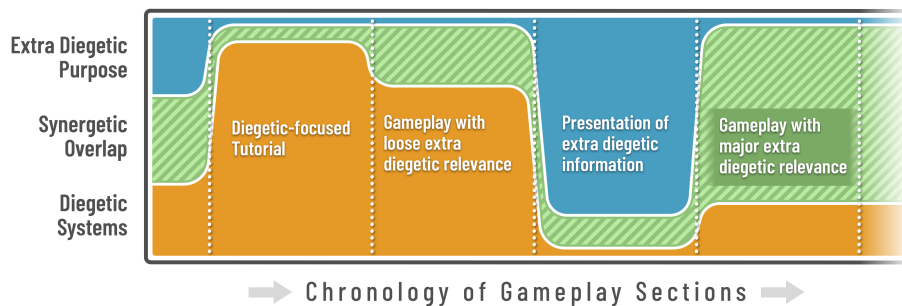 Extra Diegetic
Purpose
Synergetic
Overlap
Diegetic
Systems
Diegetic-focused
Tutorial
Gameplay with
loose extra
diegetic relevance
Presentation of
extra diegetic
information
Gameplay with
major extra
diegetic relevance
Chronology of Gameplay Sections